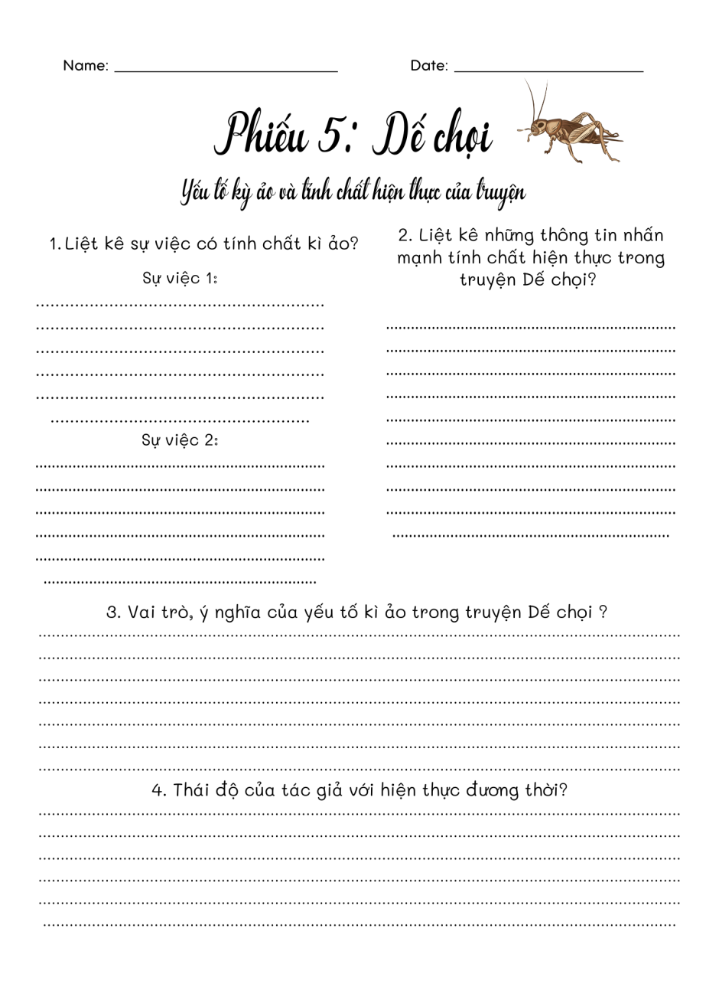 Name: Date:
Phiếu 5: Dế chọi
Yếu tố kỳ ảo và tính chất hiện thực của truyện
1. Liệt kê sự việc có tính chất kì ảo?
Sự việc 1:
Sự việc 2:
2. Liệt kê những thông tin nhấn
mạnh tính chất hiện thực trong
truyện Dế chọi?
3. Vai trò, ý nghĩa của yếu tố kì ảo trong truyện Dế chọi ?
4. Thái độ của tác giả với hiện thực đương thời?